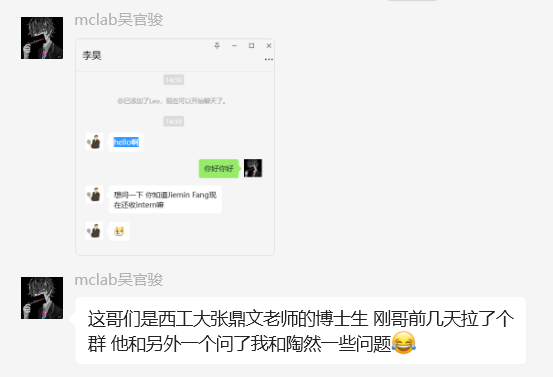 mclab吴官骏
李昊
14:58
你已添加了Leo，现在可以开始聊天了。
14:58
hello啊
你好你好
想问一下 你知道Jiemin Fang现
在还收intern嘛
mclab吴官骏
这哥们是西工大张鼎文老师的博士生 刚哥前几天拉了个
群 他和另外一个问了我和陶然一些问题😂